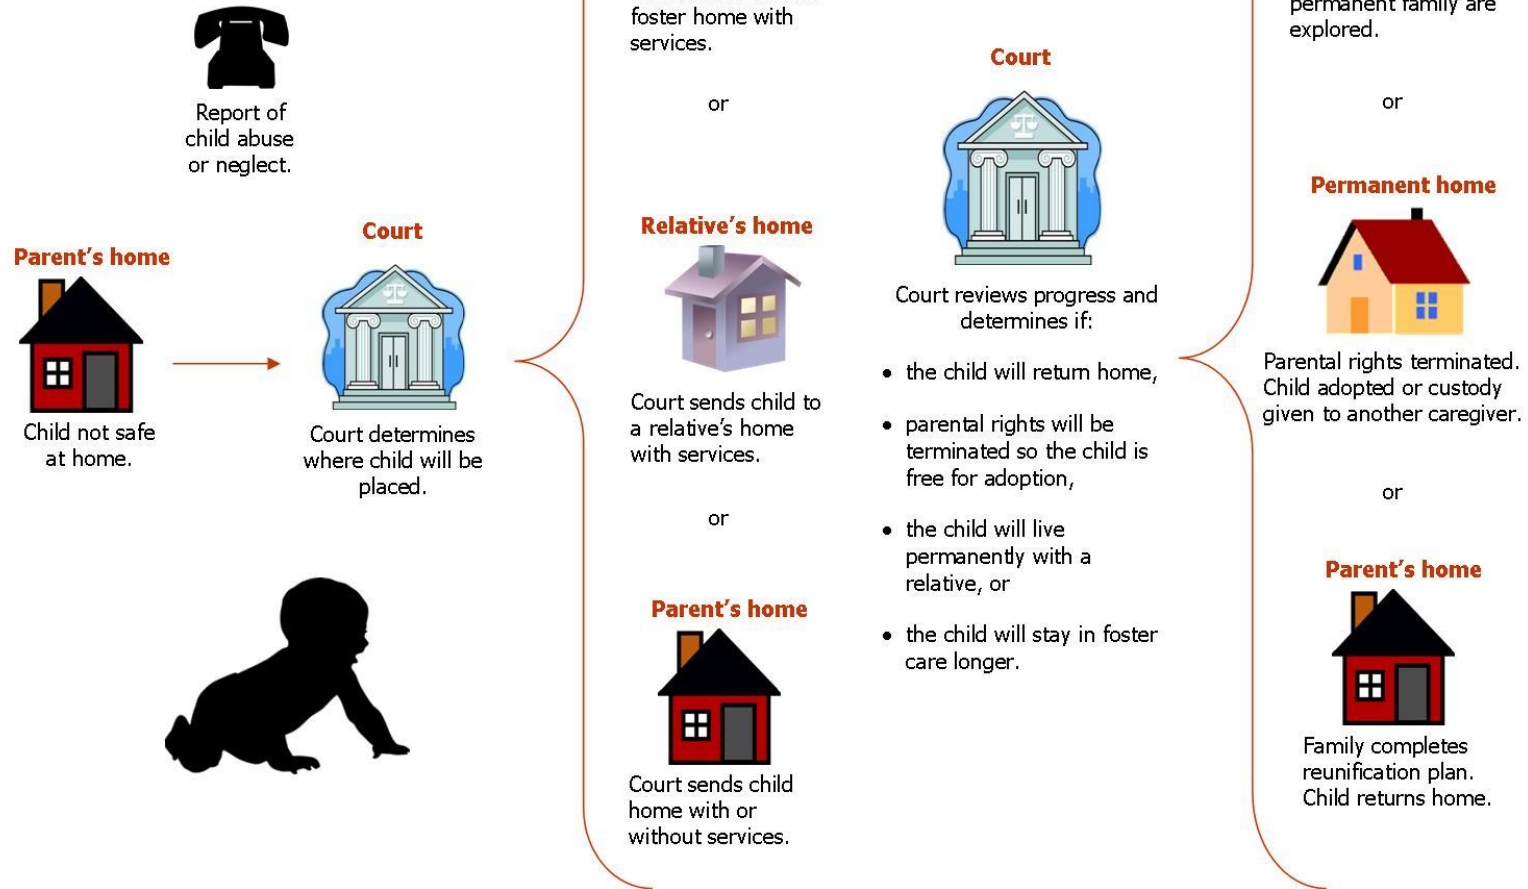 Report of
child abuse
or neglect.
Parent's home
Child not safe
at home.
Court
Court determines
where child will be
placed.
foster home with
services.
or
Relative's home
Court sends child to
a relative's home
with services.
or
Parent's home
Court sends child
home with or
without services.
Court
Court reviews progress and
determines if:
• the child will return home,
• parental rights will be
terminated so the child is
free for adoption,
• the child will live
permanently with a
relative, or
• the child will stay in foster
care longer.
permanent family are
explored.
or
Permanent home
Parental rights terminated.
Child adopted or custody
given to another caregiver.
or
Parent's home
Family completes
reunification plan.
Child returns home.